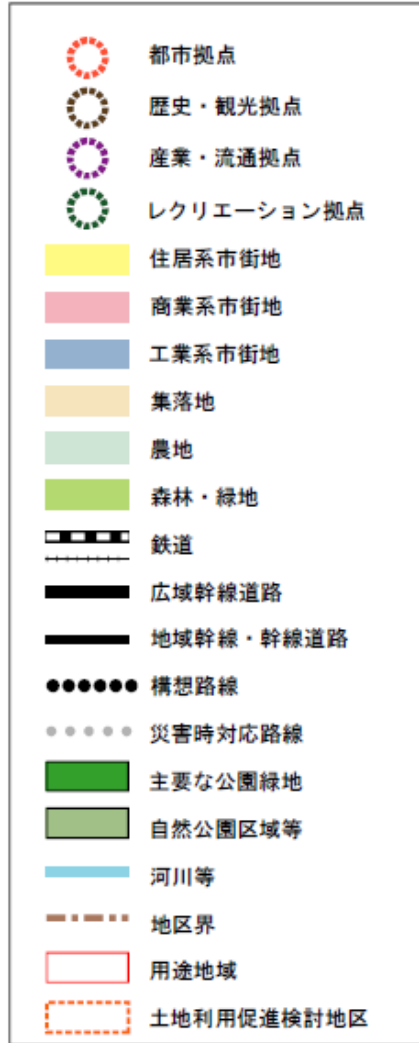 都市拠点
歴史・観光拠点
産業・流通拠点
レクリエーション拠点
住居系市街地
商業系市街地
工業系市街地
集落地
農地
森林・緑地
鉄道
広域幹線道路
地域幹線・幹線道路
構想路線
災害時対応路線
主要な公園緑地
自然公園区域等
河川等
地区界
用途地域
土地利用促進検討地区